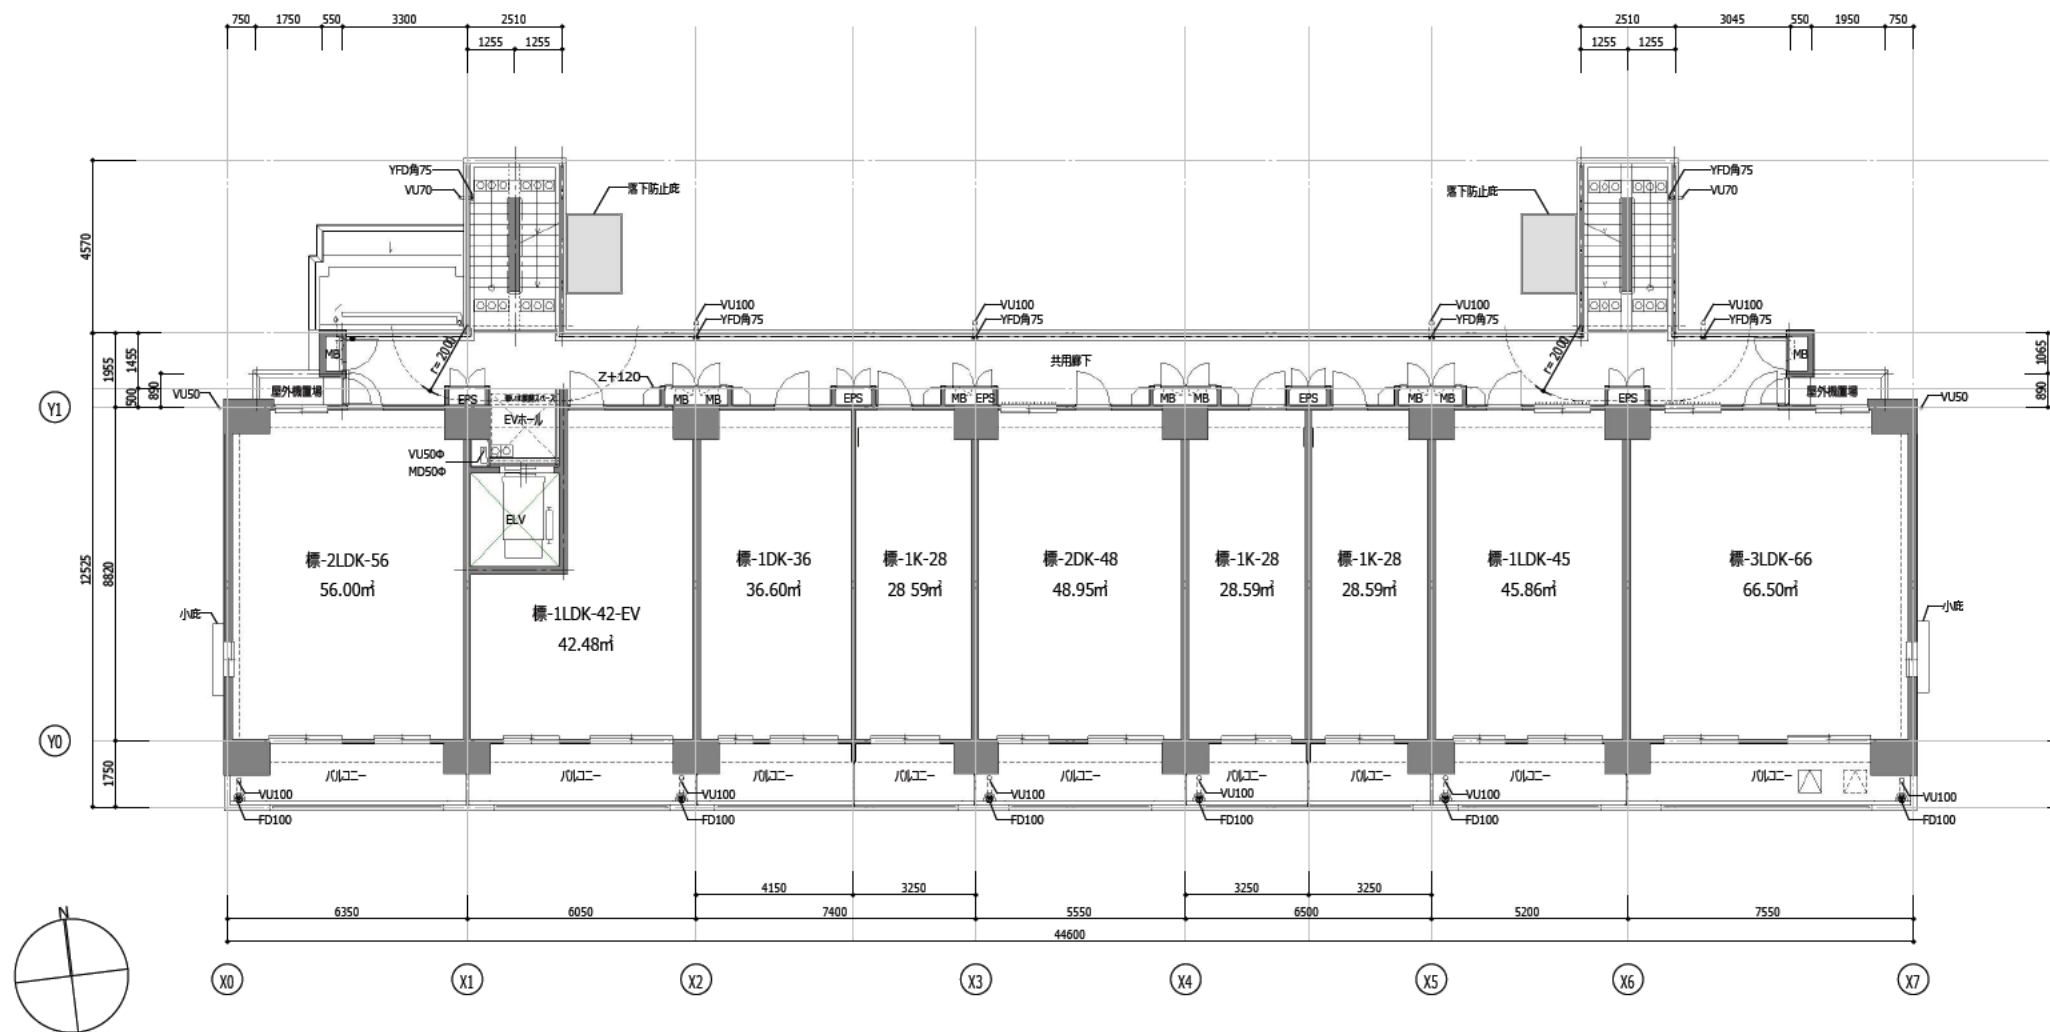 750 1750 550 3300 2510
1255 1255
2510 3045 550 1950 750
1255 1255
YFD角75
VU70
落下防止庇
落下防止庇
YFD角75
VU70
4570
VU100
YFD角75
VU100
YFD角75
VU100
YFD角75
VU100
YFD角75
1955
1455
500
890
MB
r=2000
共用廊下
r=2000
MB
1065
890
Z+120
VU50
屋外機置場
EPS
MB MB
EPS
MB EPS
MB MB
EPS
MB MB
EPS
屋外機置場
VU50
Y1
EVホール
VU50Φ
MD50Φ
ELV
12525
8820
標-2LDK-56
56.00㎡
標-1LDK-42-EV
42.48㎡
標-1DK-36
36.60㎡
標-1K-28
28 59㎡
標-2DK-48
48.95㎡
標-1K-28
28.59㎡
標-1K-28
28.59㎡
標-1LDK-45
45.86㎡
標-3LDK-66
66.50㎡
小庇
小庇
Y0
1750
バルコニー バルコニー バルコニー バルコニー バルコニー バルコニー バルコニー バルコニー バルコニー
VU100 VU100 VU100 VU100 VU100 VU100
FD100 FD100 FD100 FD100 FD100 FD100
4150 3250 3250 3250
6350 6050 7400 5550 6500 5200 7550
44600
N
X0 X1 X2 X3 X4 X5 X6 X7